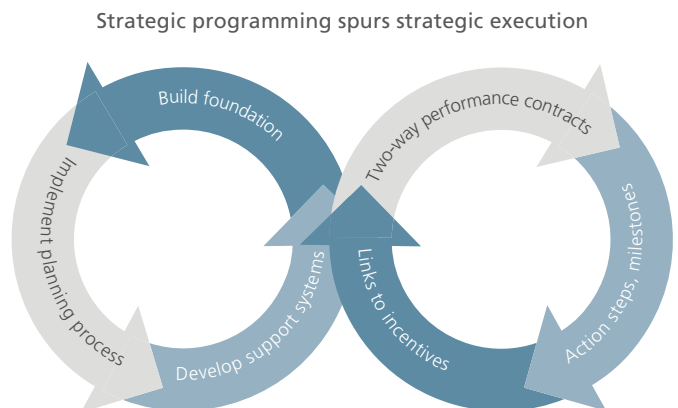 Strategic programming spurs strategic execution
Build foundation
Implement planning process
Develop support systems
Two-way performance contracts
Action steps, milestones
Links to incentives